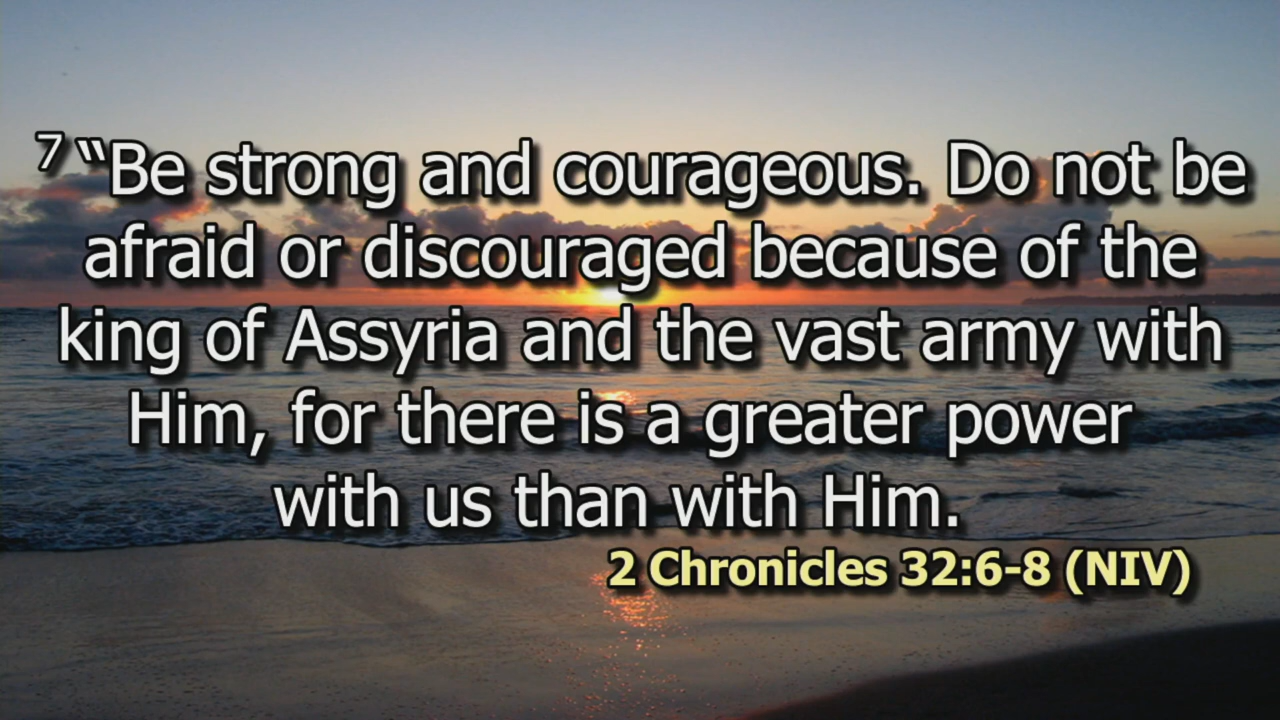 7 “Be strong and courageous. Do not be
afraid or discouraged because of the
king of Assyria and the vast army with
Him, for there is a greater power
with us than with Him.
2 Chronicles 32:6-8 (NIV)